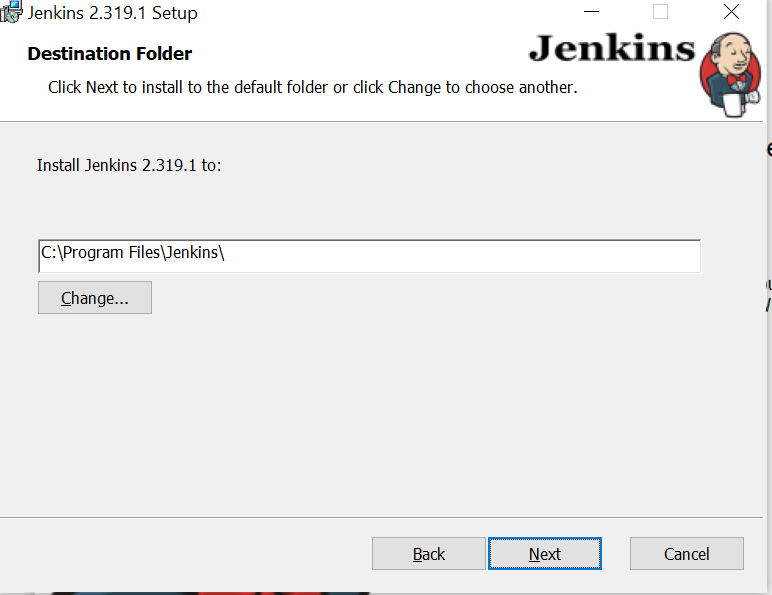 Jenkins 2.319.1 Setup
Destination Folder
Jenkins
Click Next to install to the default folder or click Change to choose another.
Install Jenkins 2.319.1 to:
C:\Program Files\Jenkins\
Change...
Back
Next
Cancel